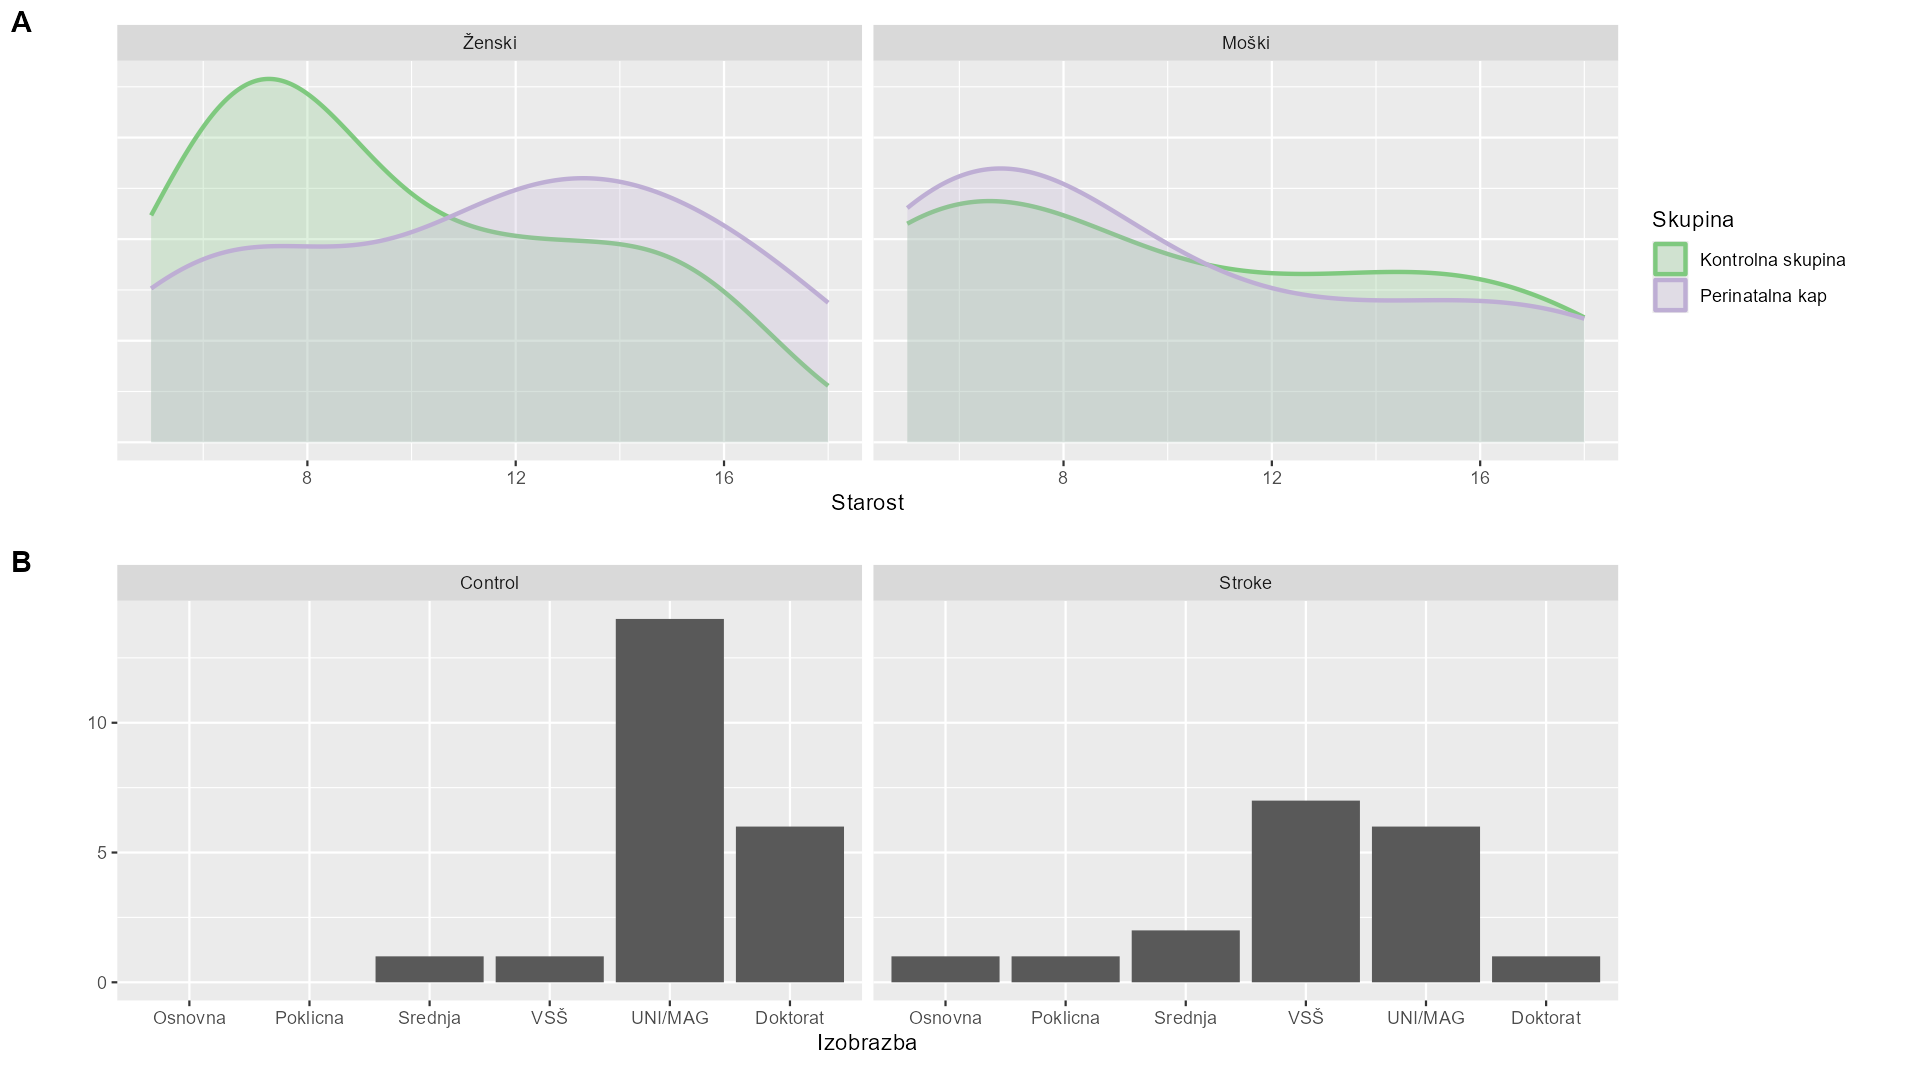 A
Ženski
Moški
8
12
16
8
12
16
Starost
Skupina
Kontrolna skupina
Perinatalna kap
B
Control
Stroke
10
5
0
Osnovna
Poklicna
Srednja
VSŠ
UNI/MAG
Doktorat
Osnovna
Poklicna
Srednja
VSŠ
UNI/MAG
Doktorat
Izobrazba